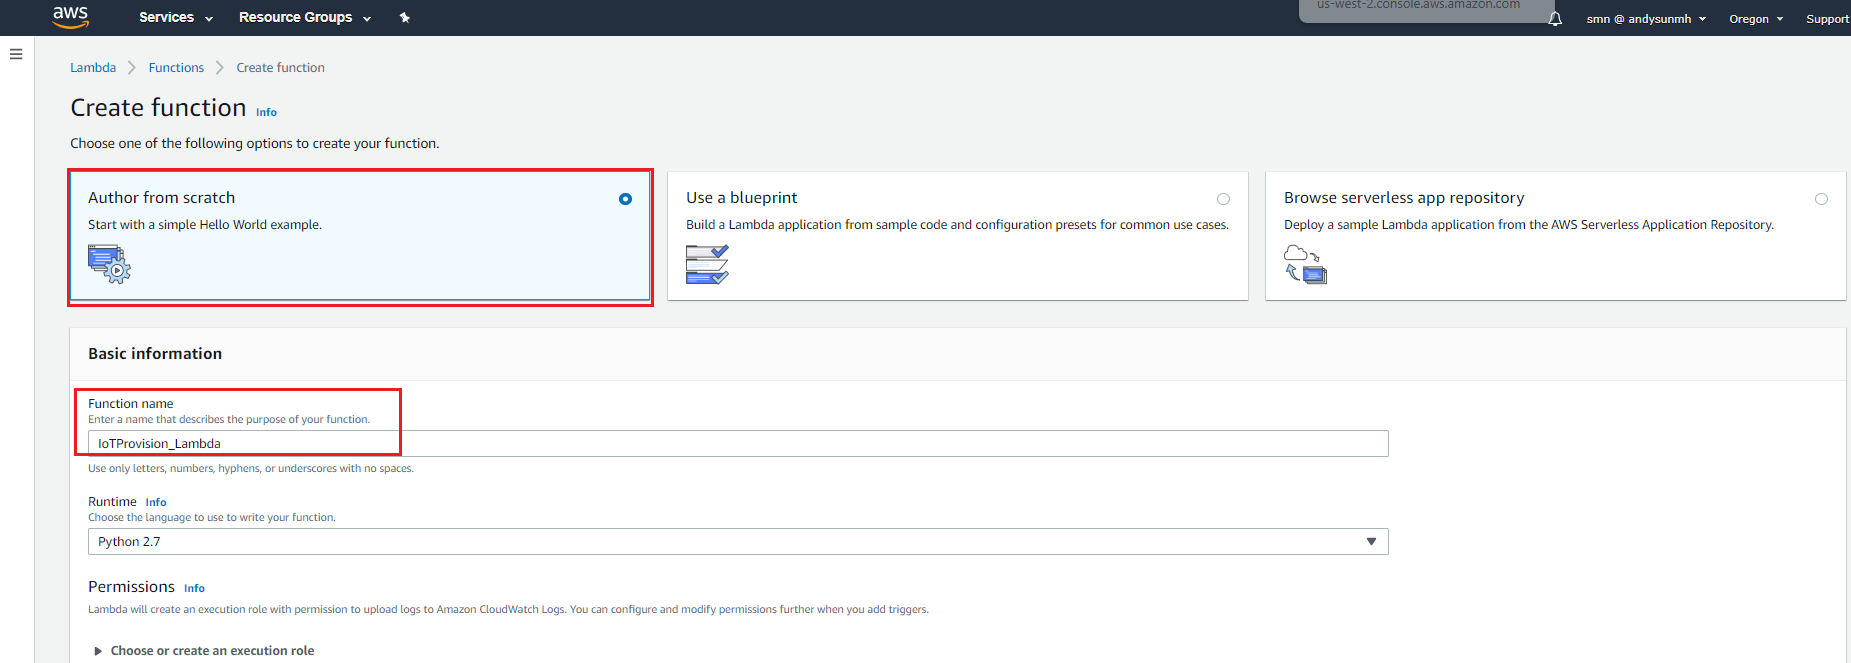 us-west-2.console.aws.amazon.com
aws Services Resource Groups smn @ andysunmh Oregon Support
Lambda Functions Create function
Create function Info
Choose one of the following options to create your function.
Author from scratch
Start with a simple Hello World example.
Use a blueprint
Build a Lambda application from sample code and configuration presets for common use cases.
Browse serverless app repository
Deploy a sample Lambda application from the AWS Serverless Application Repository.
Basic information
Function name
Enter a name that describes the purpose of your function.
IoTProvision_Lambda
Use only letters, numbers, hyphens, or underscores with no spaces.
Runtime Info
Choose the language to use to write your function.
Python 2.7
Permissions Info
Lambda will create an execution role with permission to upload logs to Amazon CloudWatch Logs. You can configure and modify permissions further when you add triggers.
Choose or create an execution role